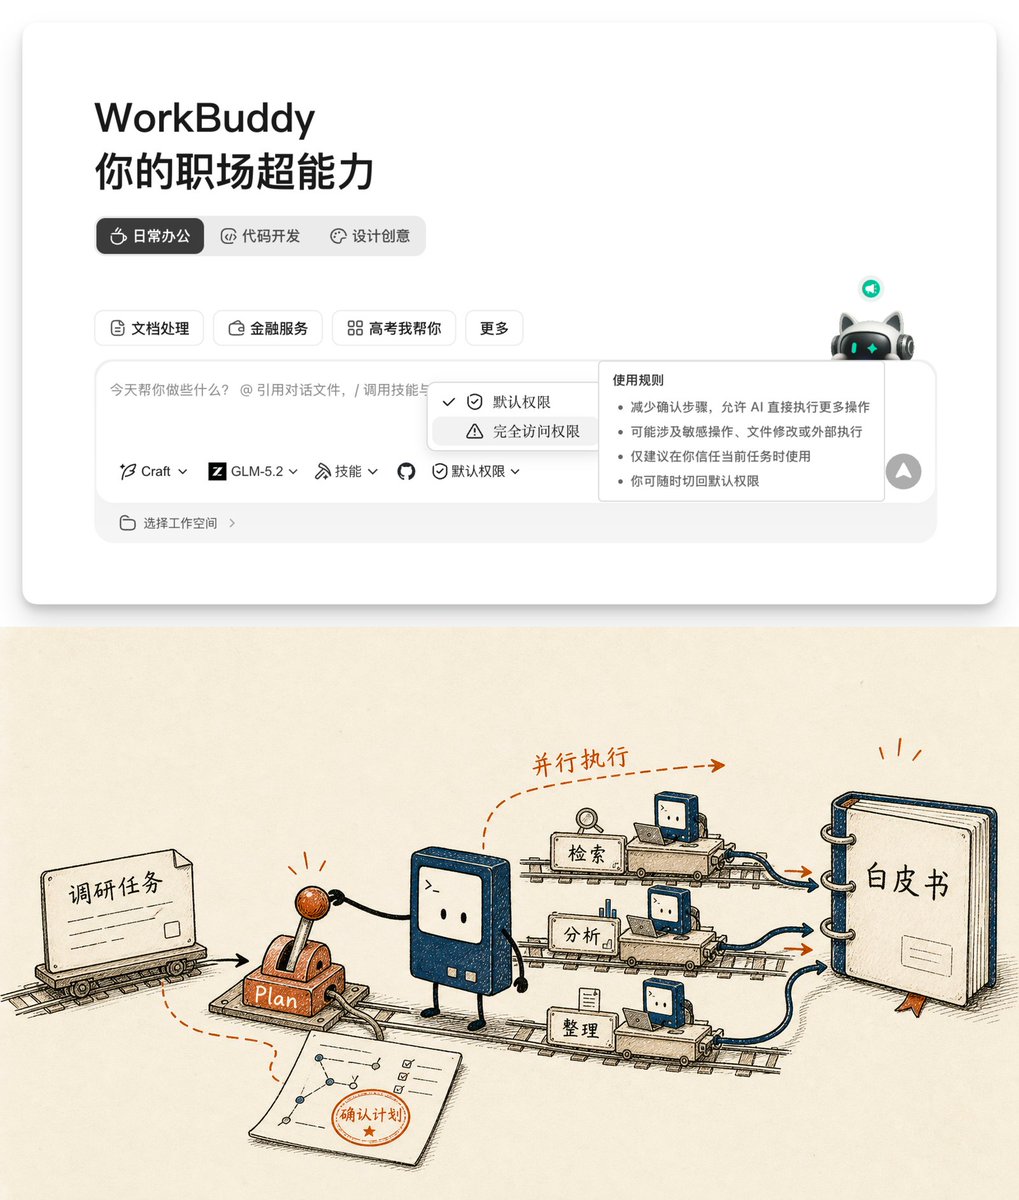 WorkBuddy
你的职场超能力
日常办公
代码开发
设计创意
文档处理
金融服务
高考我帮你
更多
今天帮你做些什么？ @ 引用对话文件，/ 调用技能与
默认权限
完全访问权限
使用规则
减少确认步骤，允许 AI 直接执行更多操作
可能涉及敏感操作、文件修改或外部执行
仅建议在你信任当前任务时使用
你可随时切回默认权限
Craft
GLM-5.2
技能
默认权限
选择工作空间
并行执行
调研任务
Plan
检索
分析
整理
白皮书
确认计划